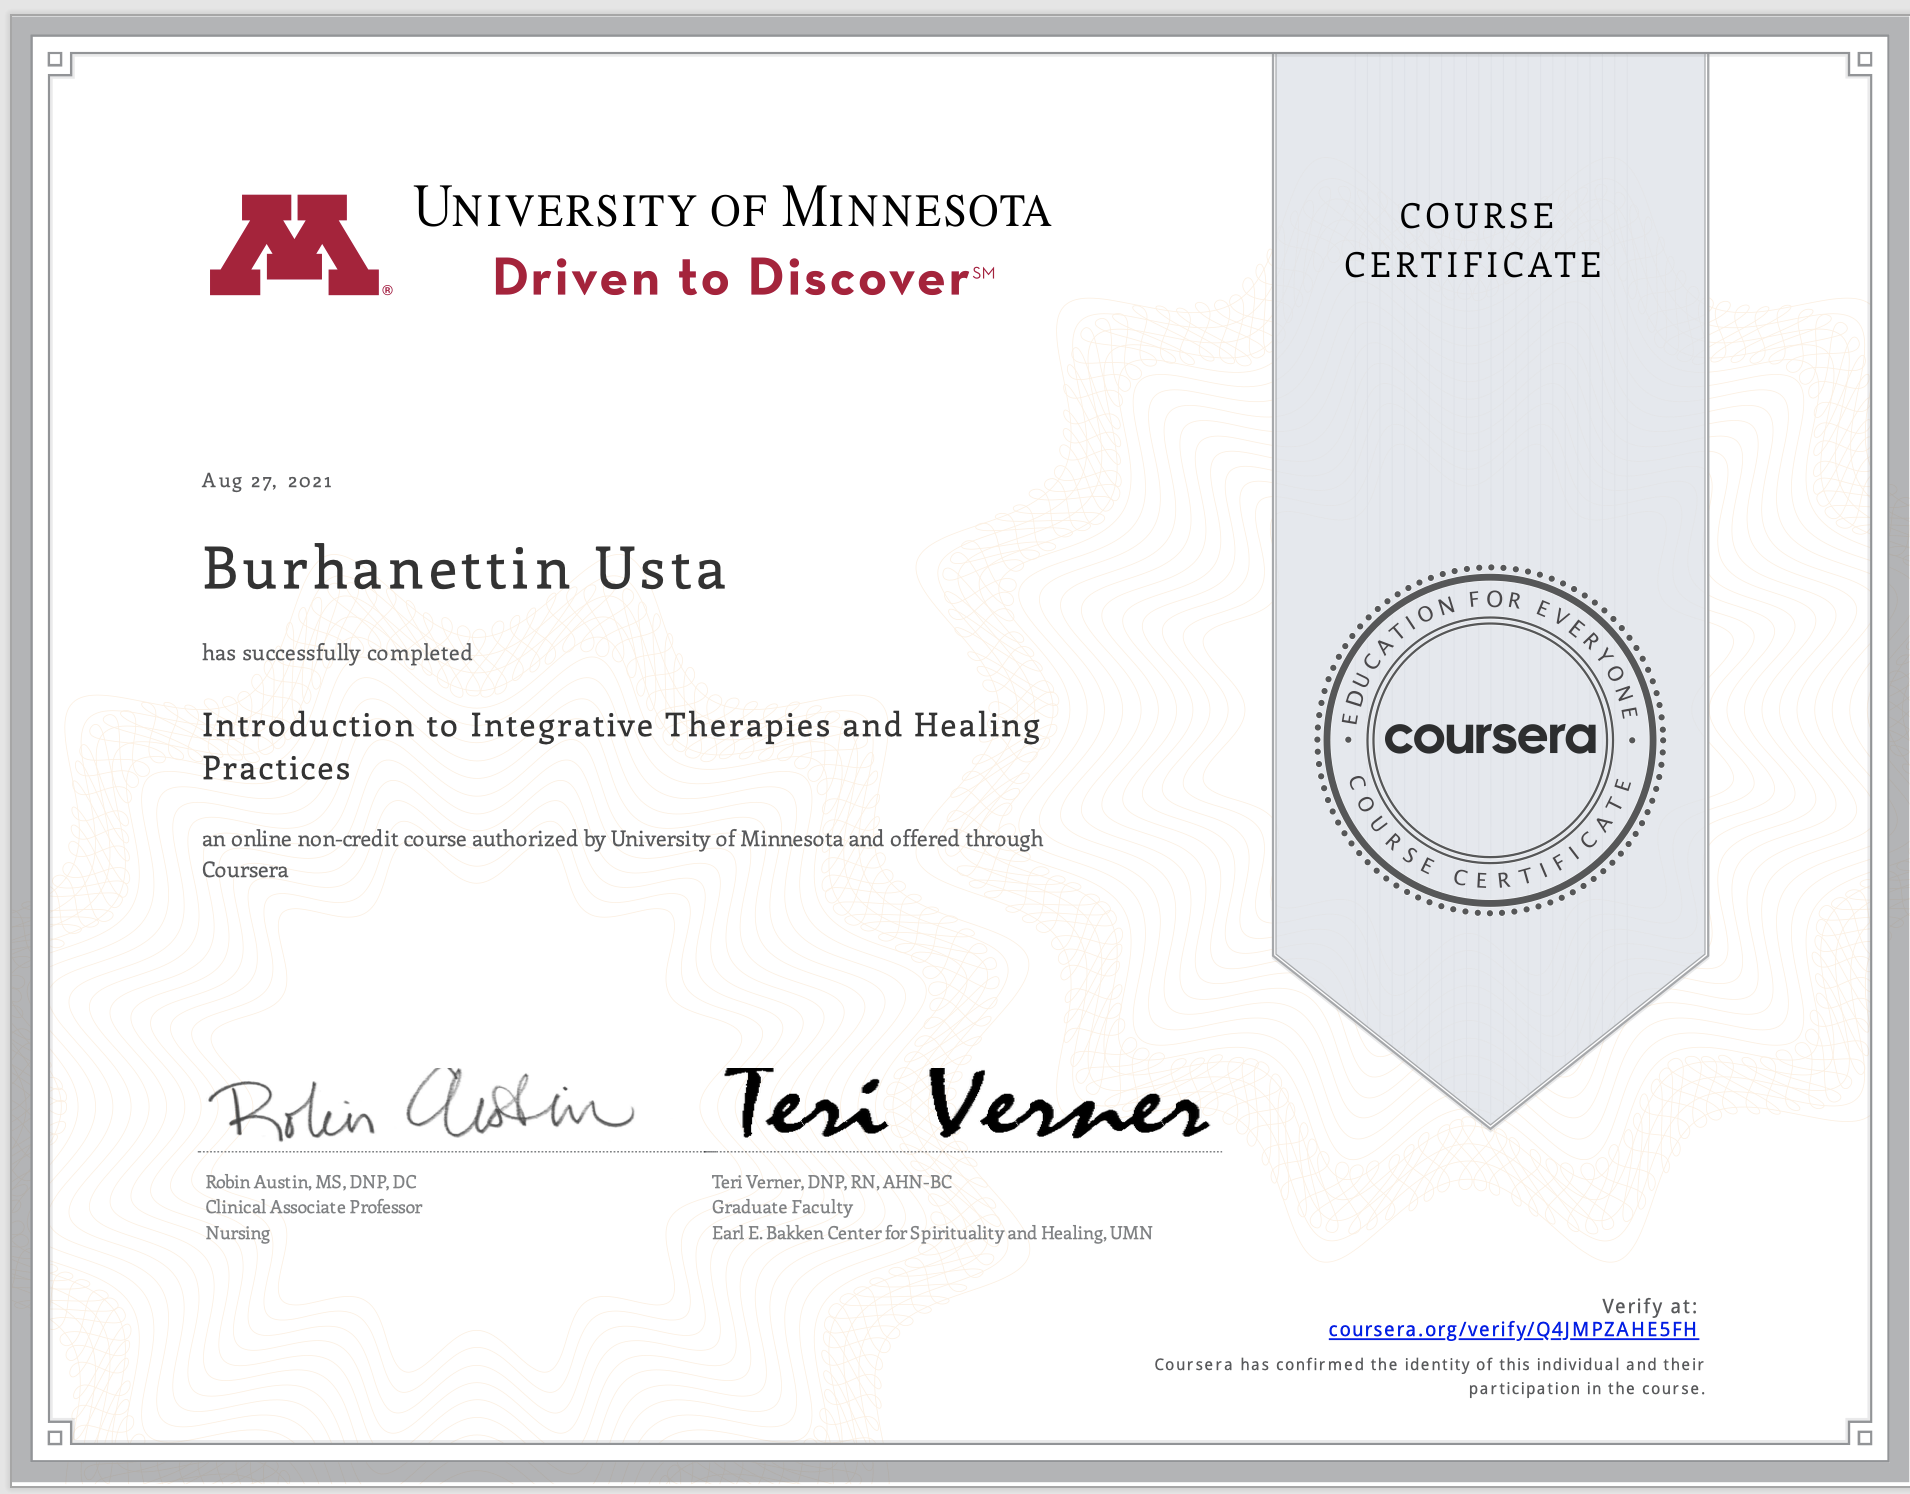 UNIVERSITY OF MINNESOTA
Driven to Discover℠
®
COURSE
CERTIFICATE
Aug 27, 2021
Burhanettin Usta
has successfully completed
Introduction to Integrative Therapies and Healing
Practices
an online non-credit course authorized by University of Minnesota and offered through
Coursera
• EDUCATION FOR EVERYONE •
coursera
COURSE CERTIFICATE
Robin Austin
Teri Verner
Robin Austin, MS, DNP, DC
Clinical Associate Professor
Nursing
Teri Verner, DNP, RN, AHN-BC
Graduate Faculty
Earl E. Bakken Center for Spirituality and Healing, UMN
Verify at:
coursera.org/verify/Q4JMPZAHE5FH
Coursera has confirmed the identity of this individual and their
participation in the course.